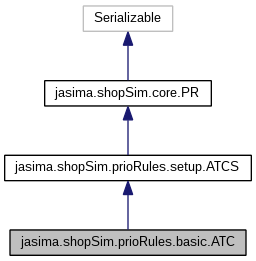 Serializable
jasima.shopSim.core.PR
jasima.shopSim.prioRules.setup.ATCS
jasima.shopSim.prioRules.basic.ATC